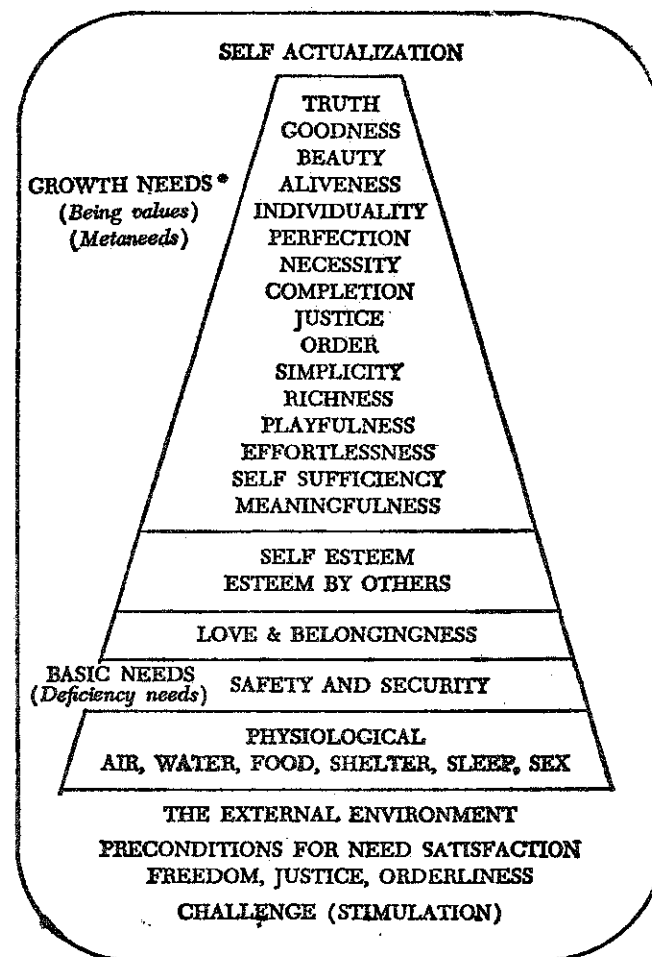 SELF ACTUALIZATION
TRUTH
GOODNESS
BEAUTY
GROWTH NEEDS*
(Being values)
(Metaneeds)
ALIVENESS
INDIVIDUALITY
PERFECTION
NECESSITY
COMPLETION
JUSTICE
ORDER
SIMPLICITY
RICHNESS
PLAYFULNESS
EFFORTLESSNESS
SELF SUFFICIENCY
MEANINGFULNESS
SELF ESTEEM
ESTEEM BY OTHERS
LOVE & BELONGINGNESS
BASIC NEEDS
(Deficiency needs)
SAFETY AND SECURITY
PHYSIOLOGICAL
AIR, WATER, FOOD, SHELTER, SLEEP, SEX
THE EXTERNAL ENVIRONMENT
PRECONDITIONS FOR NEED SATISFACTION
FREEDOM, JUSTICE, ORDERLINESS
CHALLENGE (STIMULATION)